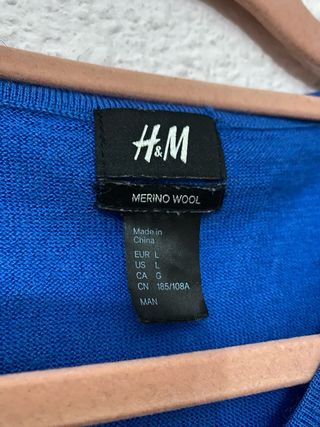 H&M
MERINO WOOL
Made in
China
EUR L
US L
CA G
CN 185/108A
MAN